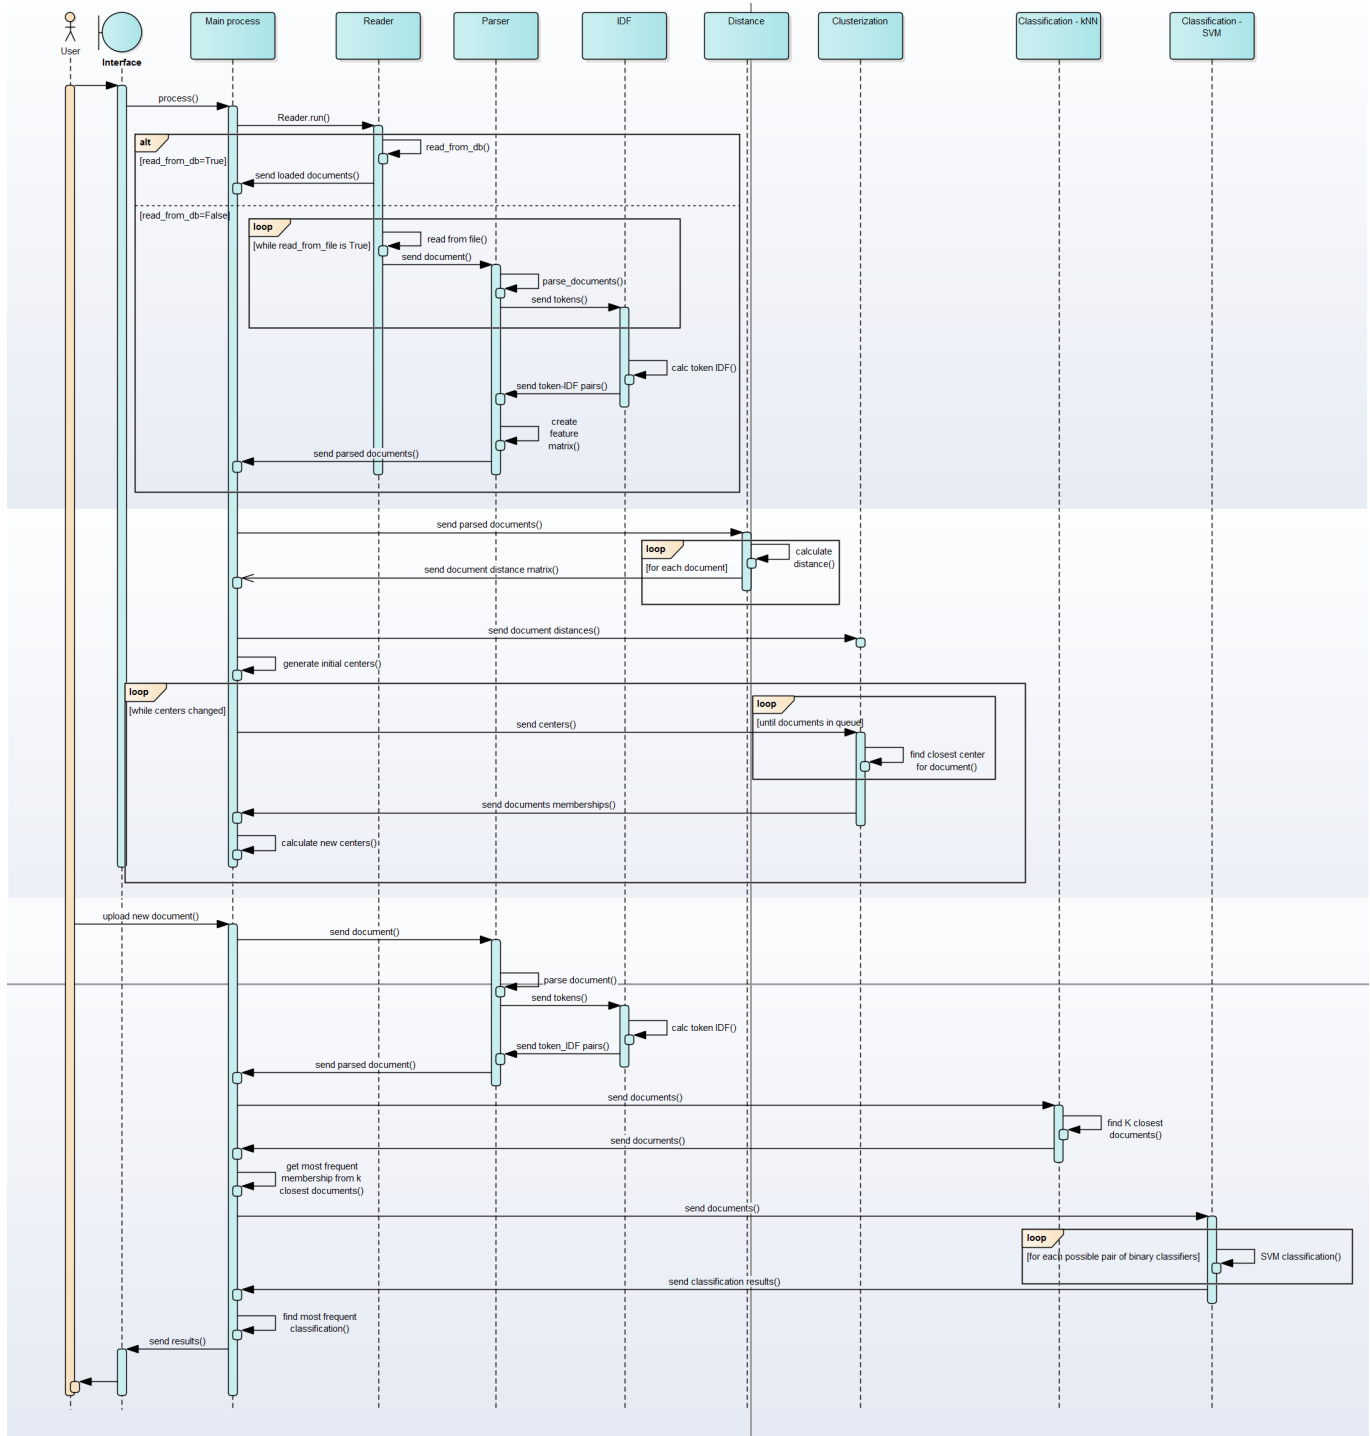 User
Interface
Main process
Reader
Parser
IDF
Distance
Clusterization
Classification - kNN
Classification -
SVM
process()
Reader.run()
alt
[read_from_db=True]
read_from_db()
send loaded documents()
[read_from_db=False]
loop
[while read_from_file is True]
read from file()
send document()
parse_documents()
send tokens()
calc token IDF()
send token-IDF pairs()
create
feature
matrix()
send parsed documents()
send parsed documents()
loop
[for each document]
calculate
distance()
send document distance matrix()
send document distances()
generate initial centers()
loop
[while centers changed]
loop
[until documents in queue]
send centers()
find closest center
for document()
send documents memberships()
calculate new centers()
upload new document()
send document()
parse document()
send tokens()
calc token IDF()
send token_IDF pairs()
send parsed document()
send documents()
find K closest
documents()
send documents()
get most frequent
membership from k
closest documents()
send documents()
loop
[for each possible pair of binary classifiers]
SVM classification()
send classification results()
find most frequent
classification()
send results()